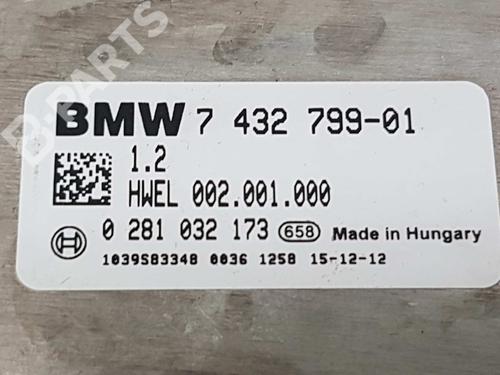 B-PARTS
BMW 7 432 799-01
1.2
HWEL 002.001.000
0 281 032 173 658 Made in Hungary
1039S83348 0036 1258 15-12-12